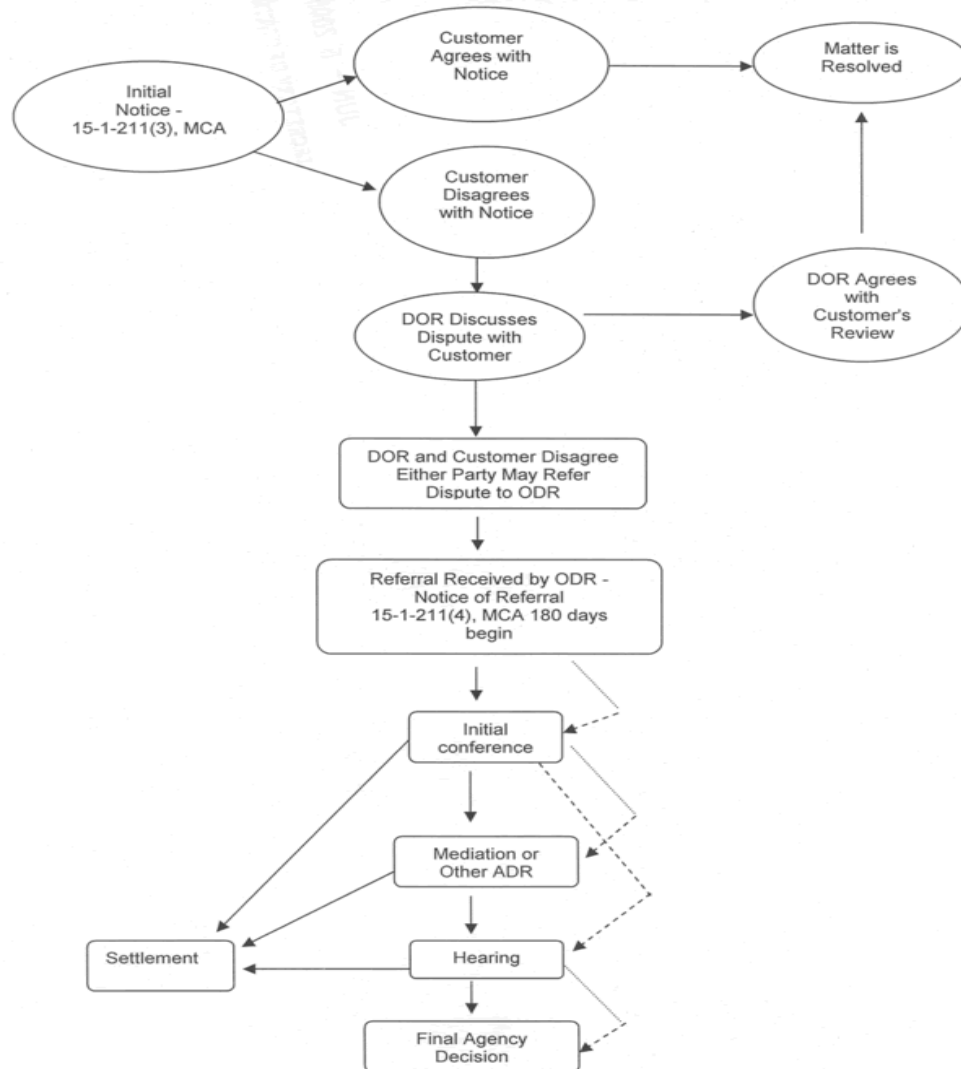 Customer
Agrees with
Notice
Matter is
Resolved
Initial
Notice -
15-1-211(3), MCA
Customer
Disagrees
with Notice
DOR Agrees
with
Customer's
Review
DOR Discusses
Dispute with
Customer
DOR and Customer Disagree
Either Party May Refer
Dispute to ODR
Referral Received by ODR -
Notice of Referral
15-1-211(4), MCA 180 days
begin
Initial
conference
Mediation or
Other ADR
Settlement
Hearing
Final Agency
Decision